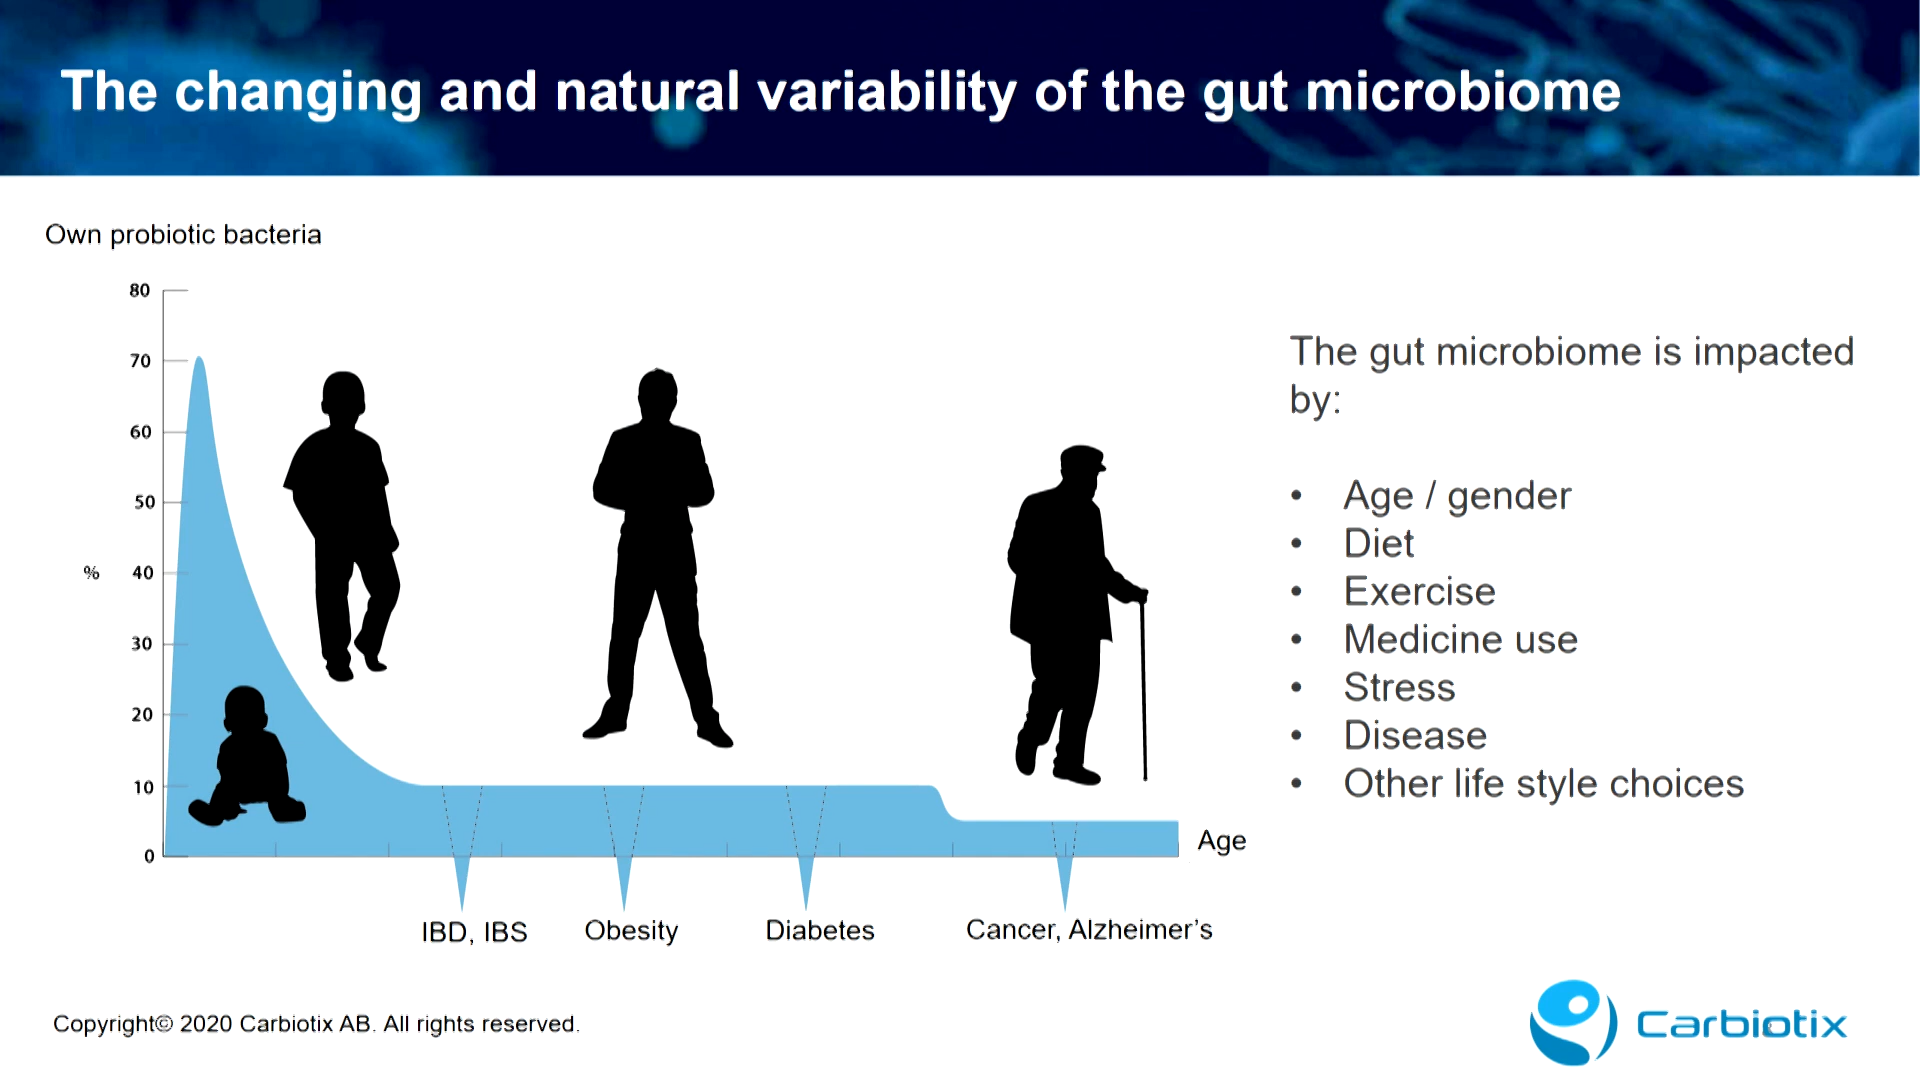 The changing and natural variability of the gut microbiome
Own probiotic bacteria
80
70
60
50
% 40
30
20
10
0
Age
IBD, IBS
Obesity
Diabetes
Cancer, Alzheimer’s
The gut microbiome is impacted
by:
• Age / gender
• Diet
• Exercise
• Medicine use
• Stress
• Disease
• Other life style choices
Copyright© 2020 Carbiotix AB. All rights reserved.
Carbiotix